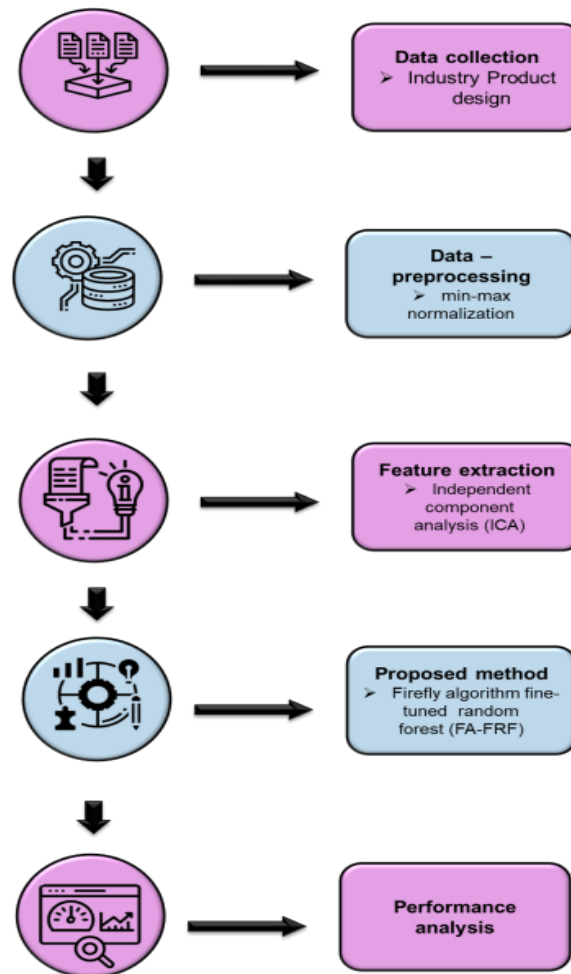 Data collection
➢ Industry Product
design
Data –
preprocessing
➢ min-max
normalization
Feature extraction
➢ Independent
component
analysis (ICA)
Proposed method
➢ Firefly algorithm fine-
tuned random
forest (FA-FRF)
Performance
analysis